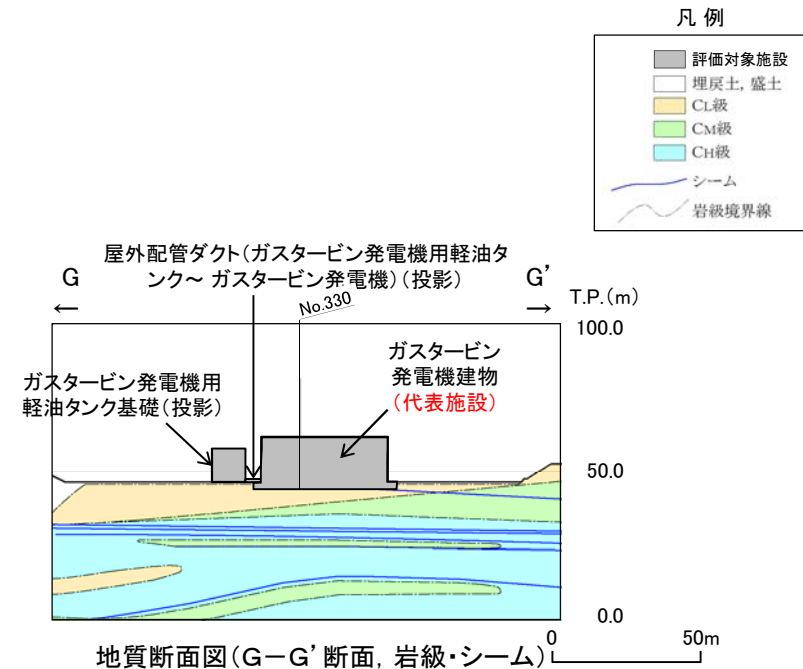 凡 例
評価対象施設
埋戻土, 盛土
CL級
CM級
CH級
シーム
岩級境界線
屋外配管ダクト(ガスタービン発電機用軽油タ
ンク～ ガスタービン発電機)(投影)
G
G'
T.P.(m)
No.330
100.0
ガスタービン
発電機建物
(代表施設)
ガスタービン発電機用
軽油タンク基礎(投影)
50.0
0.0
0
50m
地質断面図(G－G'断面, 岩級・シーム)